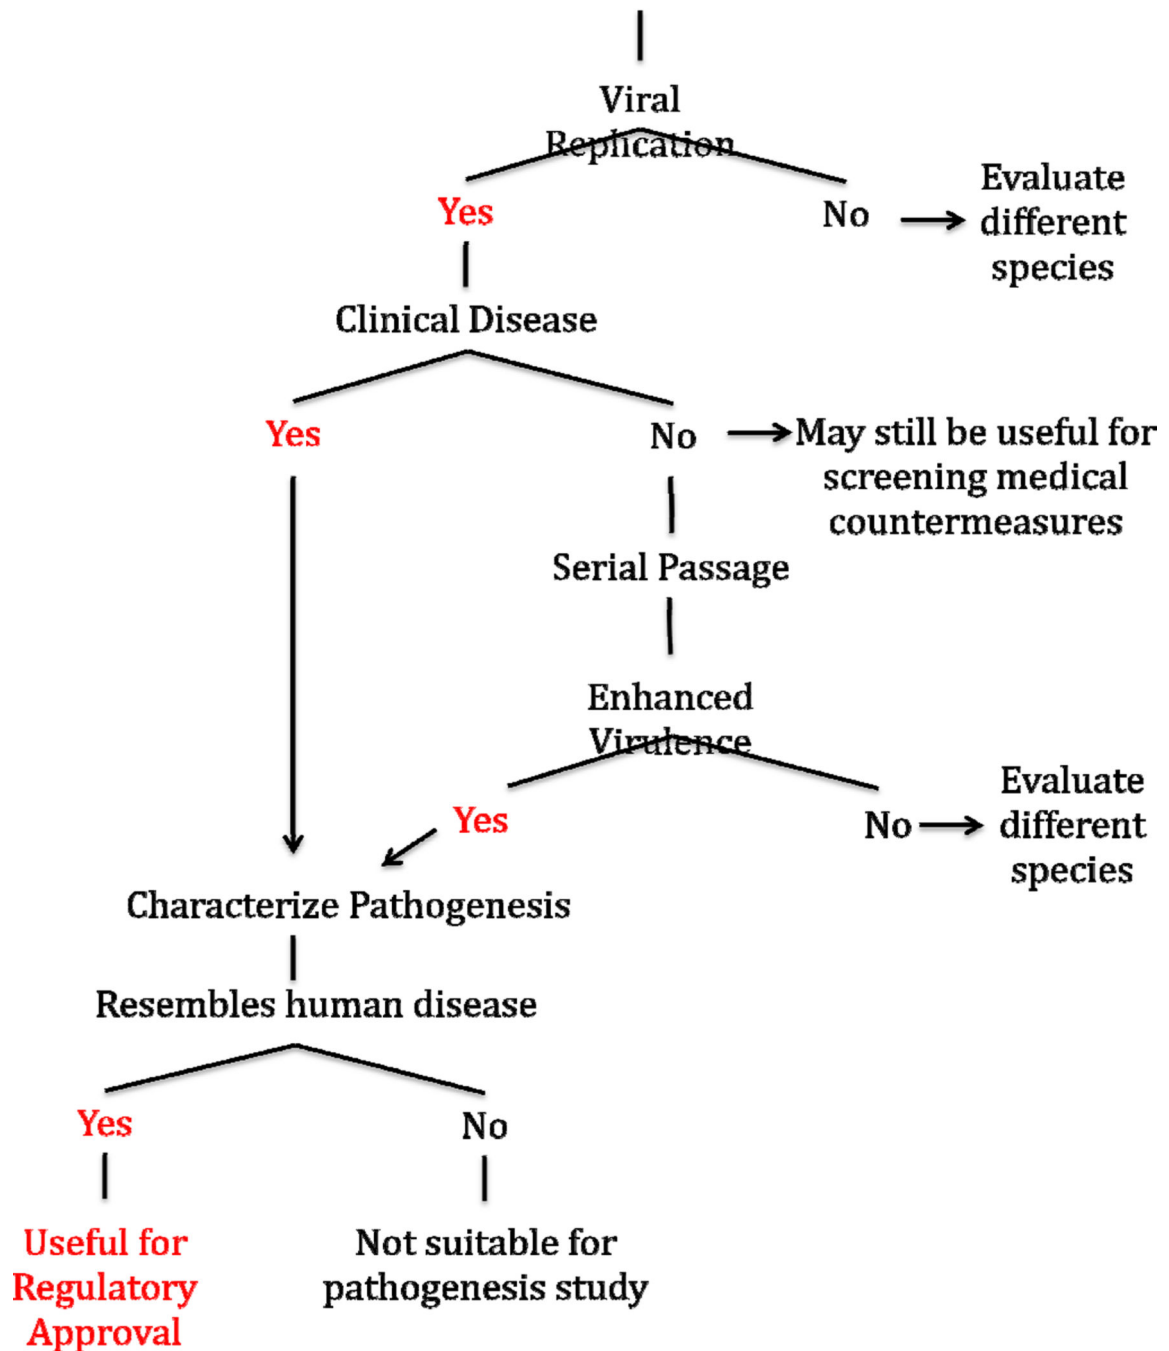 Viral
Replication
Yes
No
Evaluate
different
species
Clinical Disease
Yes
No
May still be useful for
screening medical
countermeasures
Serial Passage
Enhanced
Virulence
Yes
No
Evaluate
different
species
Characterize Pathogenesis
Resembles human disease
Yes
No
Useful for
Regulatory
Approval
Not suitable for
pathogenesis study